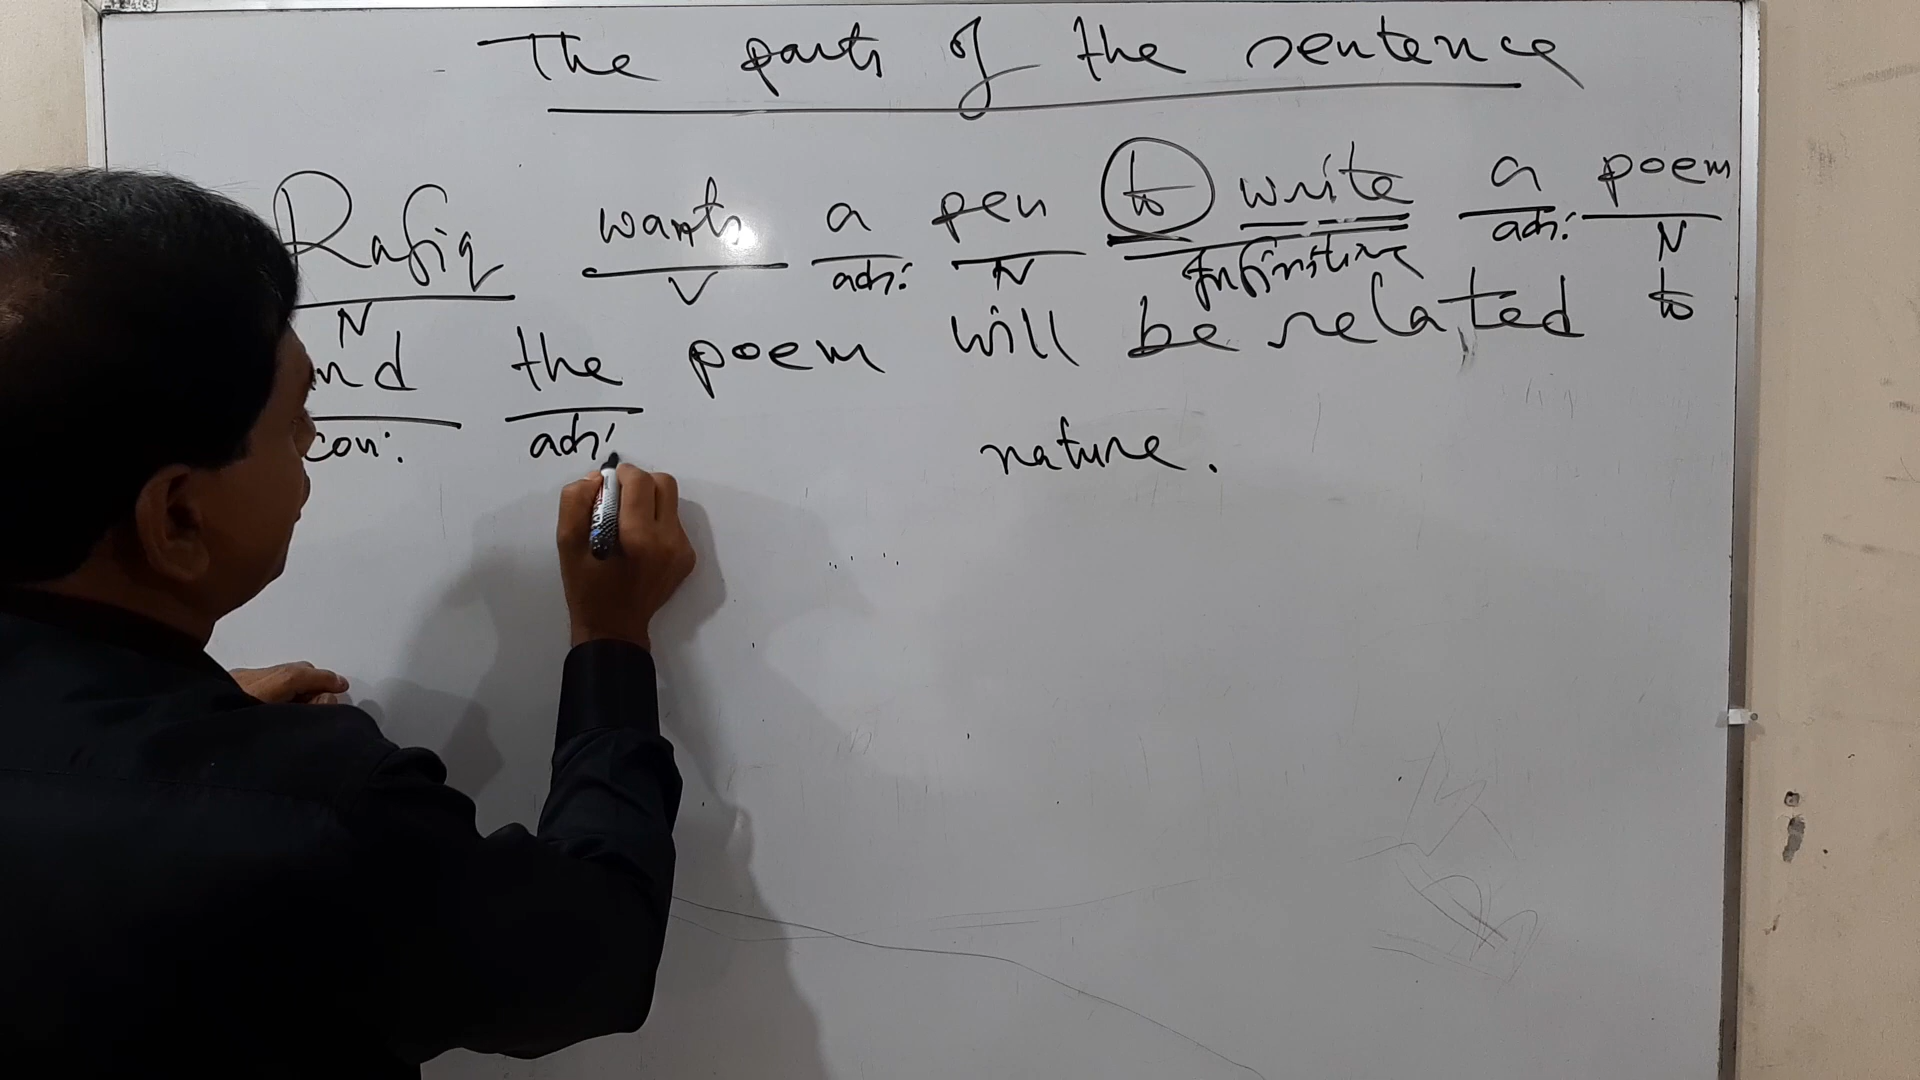 The parts of the sentence
Rafiq wants a pen to write a poem
N V adj: N Infinitive adj: N
nd the poem will be related to
con: adj:
nature.